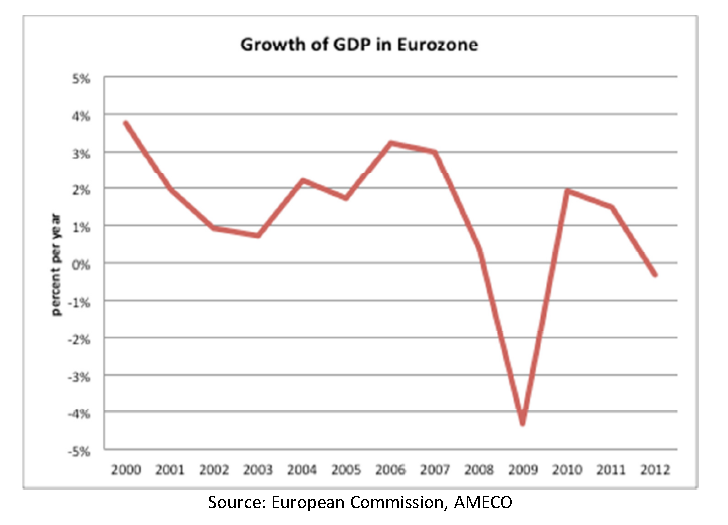 Growth of GDP in Eurozone
percent per year
5%
4%
3%
2%
1%
0%
-1%
-2%
-3%
-4%
-5%
2000 2001 2002 2003 2004 2005 2006 2007 2008 2009 2010 2011 2012
Source: European Commission, AMECO